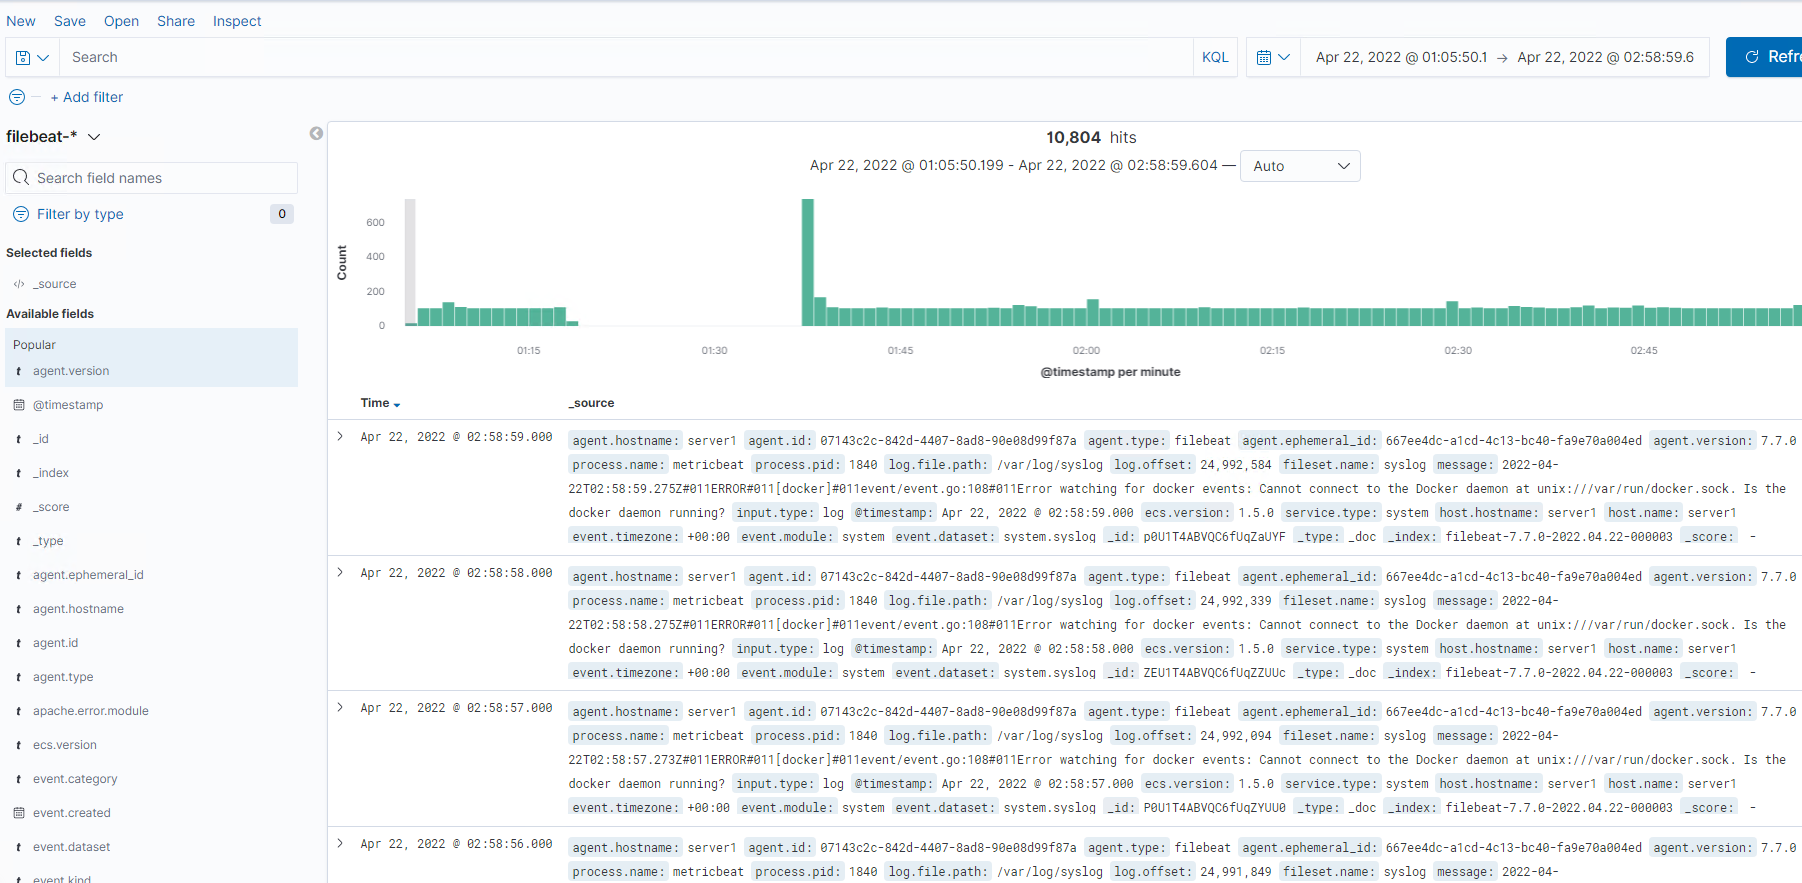 New Save Open Share Inspect
Search KQL Apr 22, 2022 @ 01:05:50.1 → Apr 22, 2022 @ 02:58:59.6
+ Add filter
filebeat-*
Search field names
Filter by type 0
Selected fields
_source
Available fields
Popular
t agent.version
@timestamp
t _id
t _index
# _score
t _type
t agent.ephemeral_id
t agent.hostname
t agent.id
t agent.type
t apache.error.module
t ecs.version
t event.category
event.created
t event.dataset
t event.kind
10,804 hits
Apr 22, 2022 @ 01:05:50.199 - Apr 22, 2022 @ 02:58:59.604 — Auto
Count
600
400
200
0
01:15 01:30 01:45 02:00 02:15 02:30 02:45
@timestamp per minute
Time _source
Apr 22, 2022 @ 02:58:59.000 agent.hostname: server1 agent.id: 07143c2c-842d-4407-8ad8-90e08d99f87a agent.type: filebeat agent.ephemeral_id: 667ee4dc-a1cd-4c13-bc40-fa9e70a004ed agent.version: 7.7.0
process.name: metricbeat process.pid: 1840 log.file.path: /var/log/syslog log.offset: 24,992,584 fileset.name: syslog message: 2022-04-
22T02:58:59.275Z#011ERROR#011[docker]#011event/event.go:108#011Error watching for docker events: Cannot connect to the Docker daemon at unix:///var/run/docker.sock. Is the
docker daemon running? input.type: log @timestamp: Apr 22, 2022 @ 02:58:59.000 ecs.version: 1.5.0 service.type: system host.hostname: server1 host.name: server1
event.timezone: +00:00 event.module: system event.dataset: system.syslog _id: p0U1T4ABVQC6fUqZaUYF _type: _doc _index: filebeat-7.7.0-2022.04.22-000003 _score: -
Apr 22, 2022 @ 02:58:58.000 agent.hostname: server1 agent.id: 07143c2c-842d-4407-8ad8-90e08d99f87a agent.type: filebeat agent.ephemeral_id: 667ee4dc-a1cd-4c13-bc40-fa9e70a004ed agent.version: 7.7.0
process.name: metricbeat process.pid: 1840 log.file.path: /var/log/syslog log.offset: 24,992,339 fileset.name: syslog message: 2022-04-
22T02:58:58.275Z#011ERROR#011[docker]#011event/event.go:108#011Error watching for docker events: Cannot connect to the Docker daemon at unix:///var/run/docker.sock. Is the
docker daemon running? input.type: log @timestamp: Apr 22, 2022 @ 02:58:58.000 ecs.version: 1.5.0 service.type: system host.hostname: server1 host.name: server1
event.timezone: +00:00 event.module: system event.dataset: system.syslog _id: ZEU1T4ABVQC6fUqZZUUc _type: _doc _index: filebeat-7.7.0-2022.04.22-000003 _score: -
Apr 22, 2022 @ 02:58:57.000 agent.hostname: server1 agent.id: 07143c2c-842d-4407-8ad8-90e08d99f87a agent.type: filebeat agent.ephemeral_id: 667ee4dc-a1cd-4c13-bc40-fa9e70a004ed agent.version: 7.7.0
process.name: metricbeat process.pid: 1840 log.file.path: /var/log/syslog log.offset: 24,992,094 fileset.name: syslog message: 2022-04-
22T02:58:57.273Z#011ERROR#011[docker]#011event/event.go:108#011Error watching for docker events: Cannot connect to the Docker daemon at unix:///var/run/docker.sock. Is the
docker daemon running? input.type: log @timestamp: Apr 22, 2022 @ 02:58:57.000 ecs.version: 1.5.0 service.type: system host.hostname: server1 host.name: server1
event.timezone: +00:00 event.module: system event.dataset: system.syslog _id: P0U1T4ABVQC6fUqZYUU0 _type: _doc _index: filebeat-7.7.0-2022.04.22-000003 _score: -
Apr 22, 2022 @ 02:58:56.000 agent.hostname: server1 agent.id: 07143c2c-842d-4407-8ad8-90e08d99f87a agent.type: filebeat agent.ephemeral_id: 667ee4dc-a1cd-4c13-bc40-fa9e70a004ed agent.version: 7.7.0
process.name: metricbeat process.pid: 1840 log.file.path: /var/log/syslog log.offset: 24,991,849 fileset.name: syslog message: 2022-04-